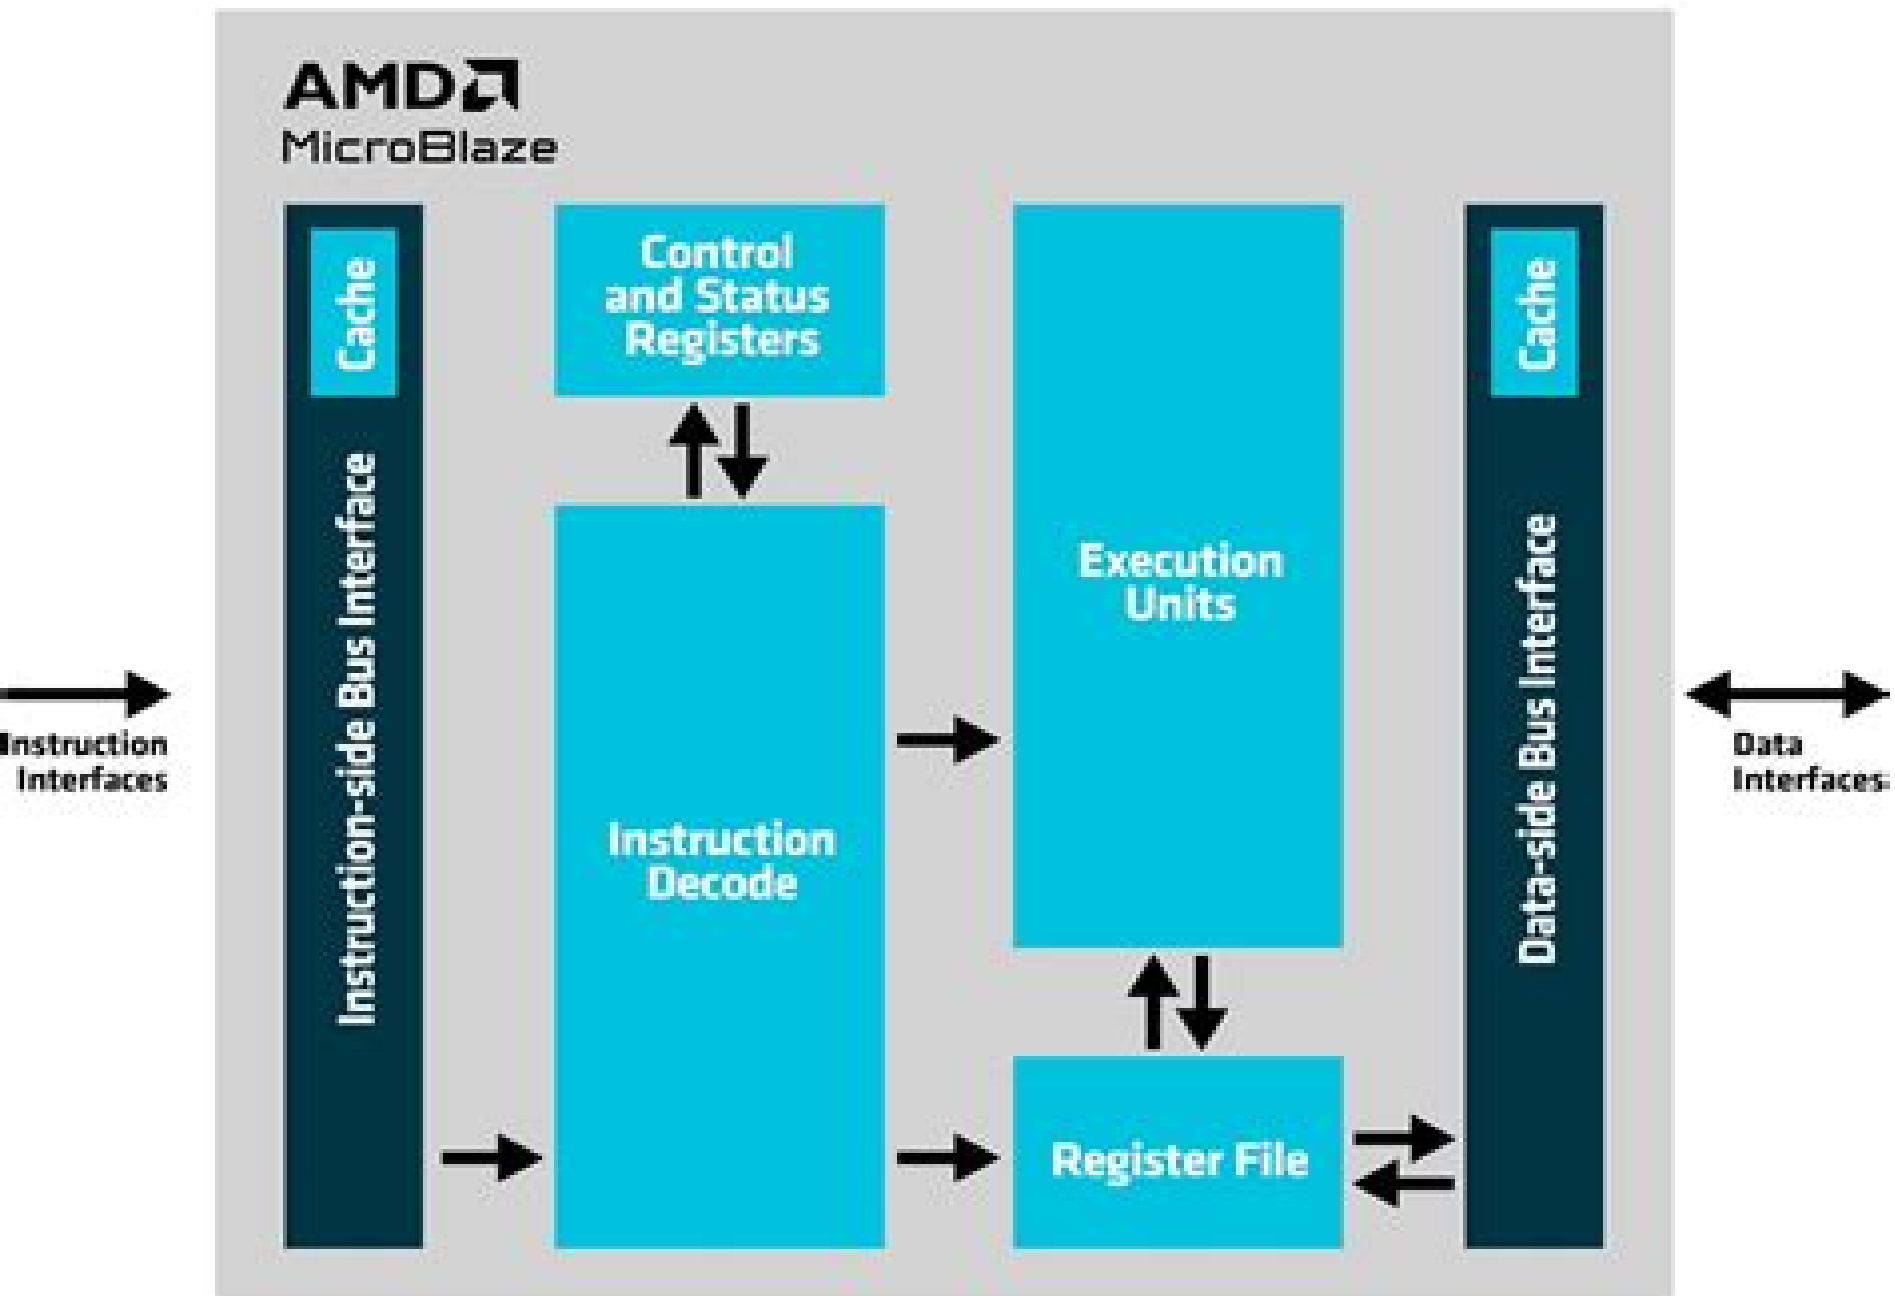 AMD
MicroBlaze
Cache
Instruction-side Bus Interface
Control
and Status
Registers
Instruction
Decode
Execution
Units
Register File
Cache
Data-side Bus Interface
Instruction
Interfaces
Data
Interfaces